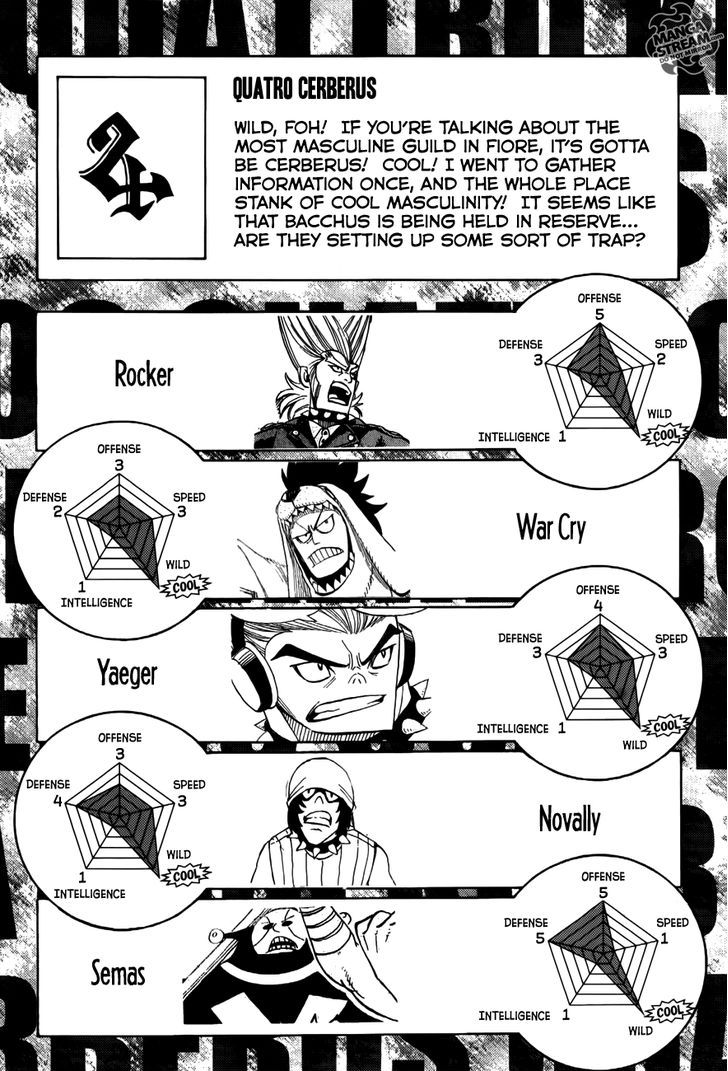 MANGA
STREAM.com
DO NOT MIRROR
QUATRO CERBERUS
WILD, FOH! IF YOU'RE TALKING ABOUT THE
MOST MASCULINE GUILD IN FIORE, IT'S GOTTA
BE CERBERUS! COOL! I WENT TO GATHER
INFORMATION ONCE, AND THE WHOLE PLACE
STANK OF COOL MASCULINITY! IT SEEMS LIKE
THAT BACCHUS IS BEING HELD IN RESERVE...
ARE THEY SETTING UP SOME SORT OF TRAP?
Rocker
OFFENSE
5
DEFENSE
3
SPEED
2
WILD
COOL
INTELLIGENCE 1
OFFENSE
3
DEFENSE
2
SPEED
3
WILD
COOL
1
INTELLIGENCE
War Cry
Yaeger
OFFENSE
4
DEFENSE
3
SPEED
3
INTELLIGENCE 1
COOL
WILD
OFFENSE
3
DEFENSE
4
SPEED
3
WILD
COOL
1
INTELLIGENCE
Novally
Semas
OFFENSE
5
DEFENSE
5
SPEED
1
INTELLIGENCE 1
COOL
WILD